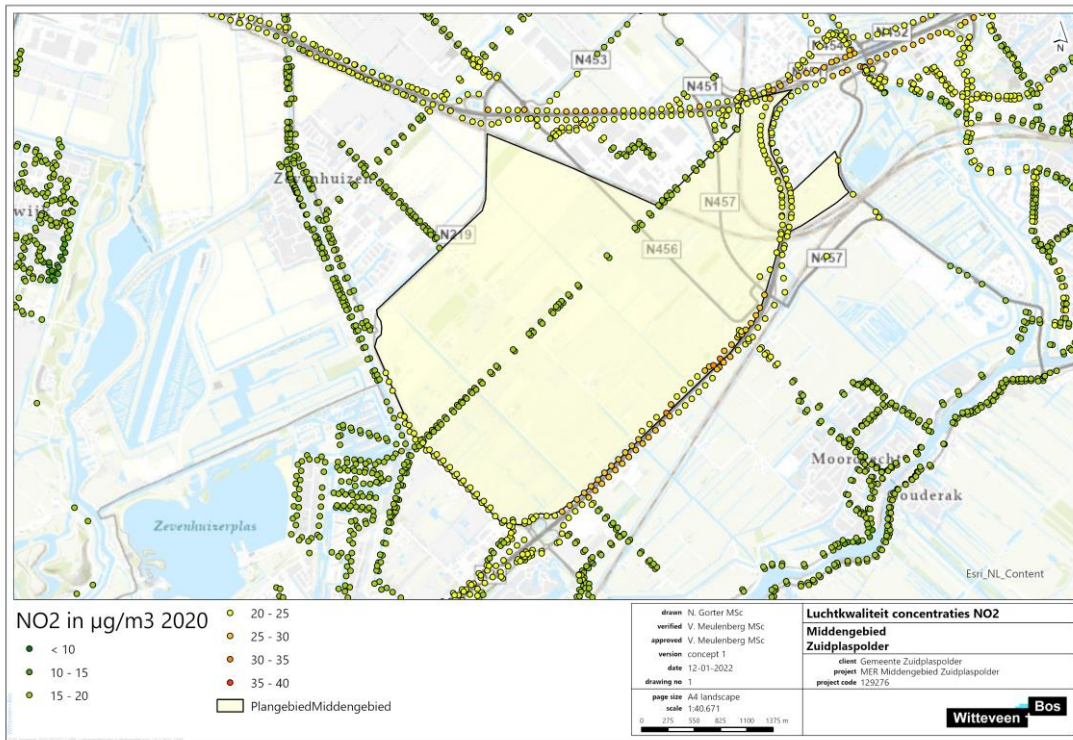 N453
N454
N452
N451
Zevenhuizen
N219
N457
N456
N457
Moordrecht
Gouderak
Zevenhuizerplas
Esri_NL_Content
NO2 in µg/m3 2020
< 10
10 - 15
15 - 20
20 - 25
25 - 30
30 - 35
35 - 40
PlangebiedMiddengebied
drawn N. Gorter MSc
verified V. Meulenberg MSc
approved V. Meulenberg MSc
version concept 1
date 12-01-2022
drawing no 1
page size A4 landscape
scale 1:40.671
0 275 550 825 1100 1375 m
Luchtkwaliteit concentraties NO2
Middengebied
Zuidplaspolder
client Gemeente Zuidplaspolder
project MER Middengebied Zuidplaspolder
project code 129276
Witteveen + Bos